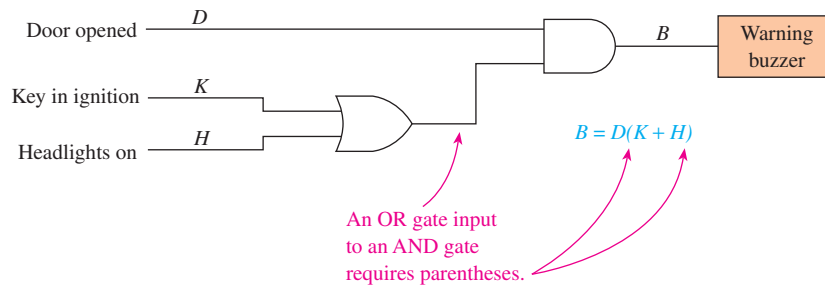 Door opened
D
B
Warning
buzzer
Key in ignition
K
H
Headlights on
B = D(K + H)
An OR gate input
to an AND gate
requires parentheses.